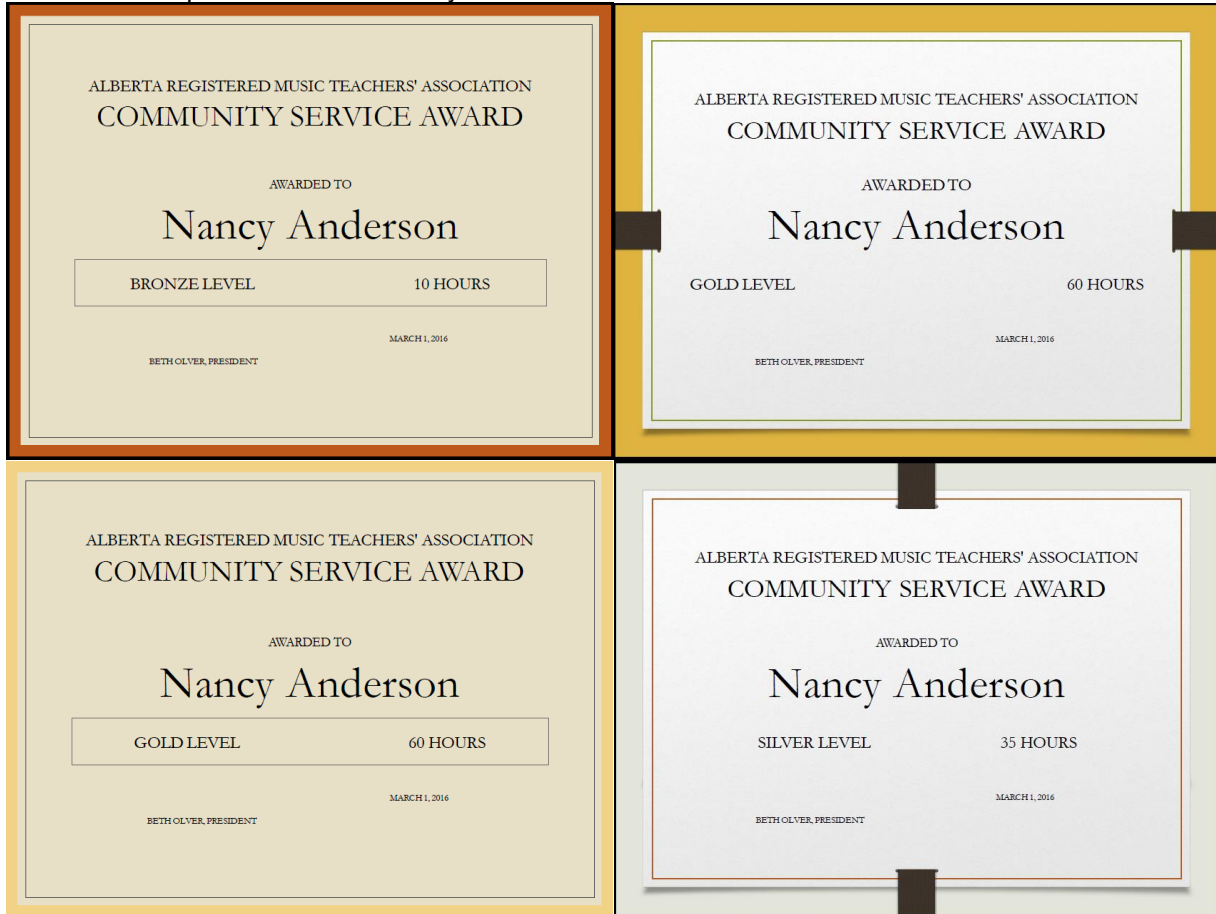 ALBERTA REGISTERED MUSIC TEACHERS' ASSOCIATION
COMMUNITY SERVICE AWARD
AWARDED TO
Nancy Anderson
BRONZE LEVEL 10 HOURS
MARCH 1, 2016
BETH OLVER, PRESIDENT
ALBERTA REGISTERED MUSIC TEACHERS' ASSOCIATION
COMMUNITY SERVICE AWARD
AWARDED TO
Nancy Anderson
GOLD LEVEL 60 HOURS
MARCH 1, 2016
BETH OLVER, PRESIDENT
ALBERTA REGISTERED MUSIC TEACHERS' ASSOCIATION
COMMUNITY SERVICE AWARD
AWARDED TO
Nancy Anderson
GOLD LEVEL 60 HOURS
MARCH 1, 2016
BETH OLVER, PRESIDENT
ALBERTA REGISTERED MUSIC TEACHERS' ASSOCIATION
COMMUNITY SERVICE AWARD
AWARDED TO
Nancy Anderson
SILVER LEVEL 35 HOURS
MARCH 1, 2016
BETH OLVER, PRESIDENT